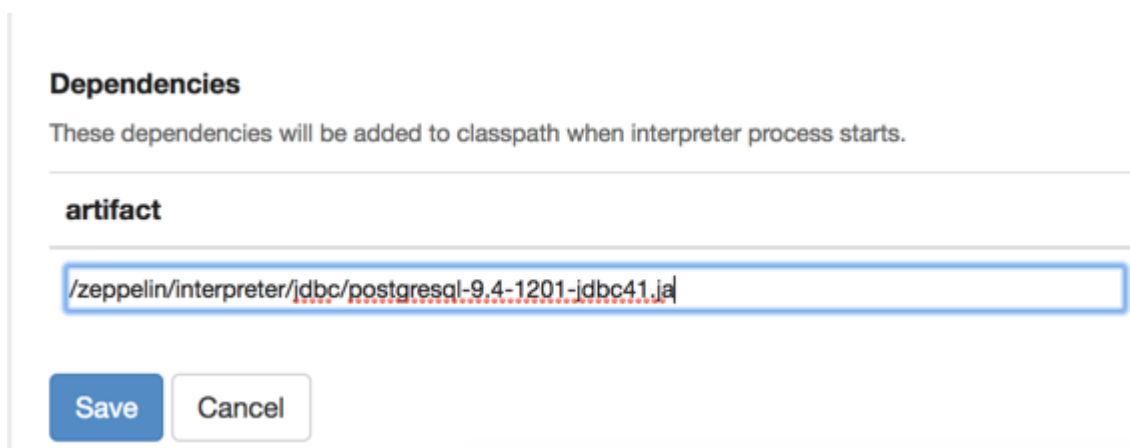 Dependencies
These dependencies will be added to classpath when interpreter process starts.
artifact
/zeppelin/interpreter/jdbc/postgresql-9.4-1201-jdbc41.ja
Save
Cancel